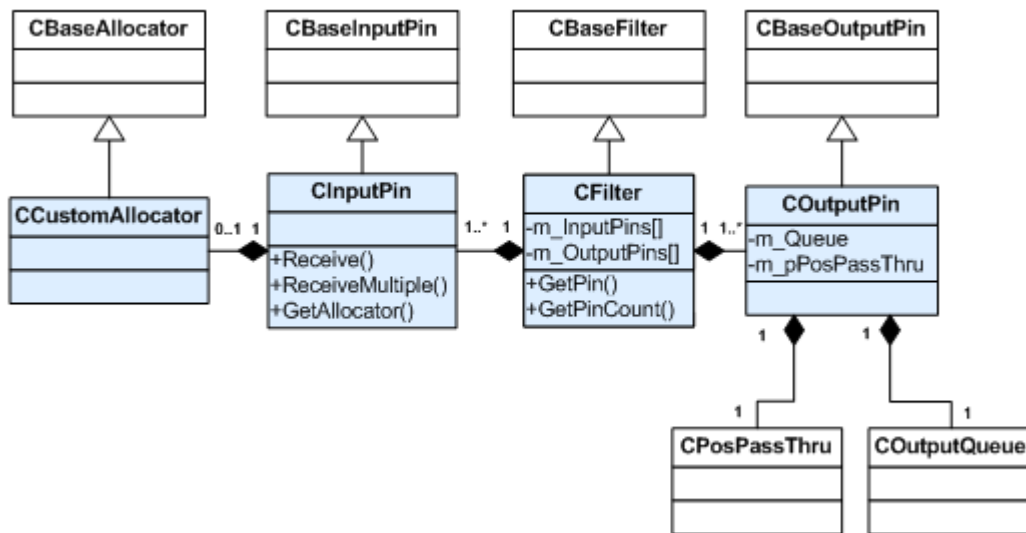 CBaseAllocator
CBaseInputPin
CBaseFilter
CBaseOutputPin
CCustomAllocator
0..1
1
CInputPin
+Receive()
+ReceiveMultiple()
+GetAllocator()
1..*
1
CFilter
-m_InputPins[]
-m_OutputPins[]
+GetPin()
+GetPinCount()
1
1..*
COutputPin
-m_Queue
-m_pPosPassThru
1
1
1
1
CPosPassThru
COutputQueue